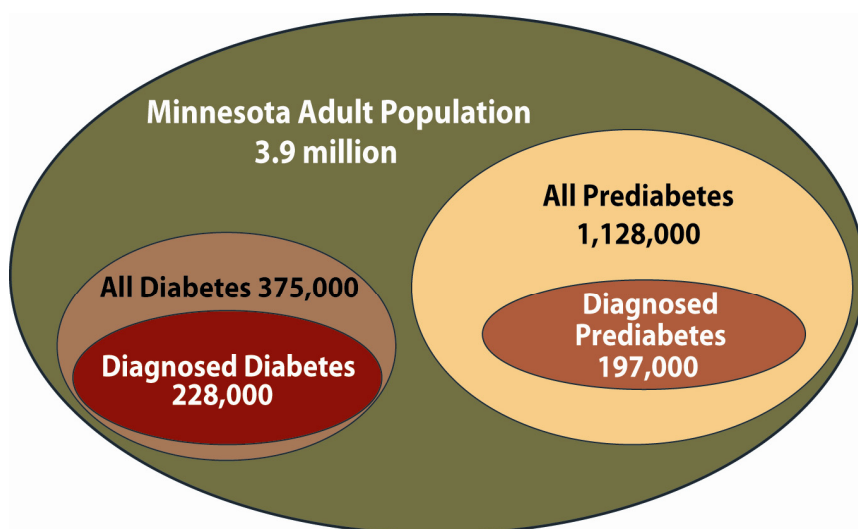 Minnesota Adult Population
3.9 million
All Prediabetes
1,128,000
Diagnosed
Prediabetes
197,000
All Diabetes 375,000
Diagnosed Diabetes
228,000